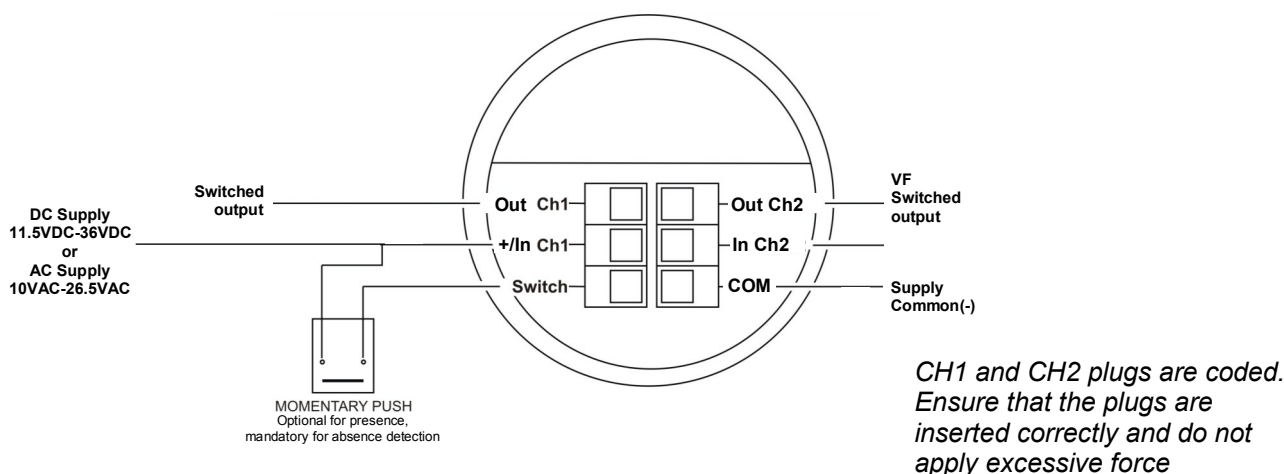 DC Supply
11.5VDC-36VDC
or
AC Supply
10VAC-26.5VAC
Switched
output
Out Ch1
+/In Ch1
Switch
Out Ch2
In Ch2
COM
VF
Switched
output
Supply
Common(-)
MOMENTARY PUSH
Optional for presence,
mandatory for absence detection
CH1 and CH2 plugs are coded.
Ensure that the plugs are
inserted correctly and do not
apply excessive force